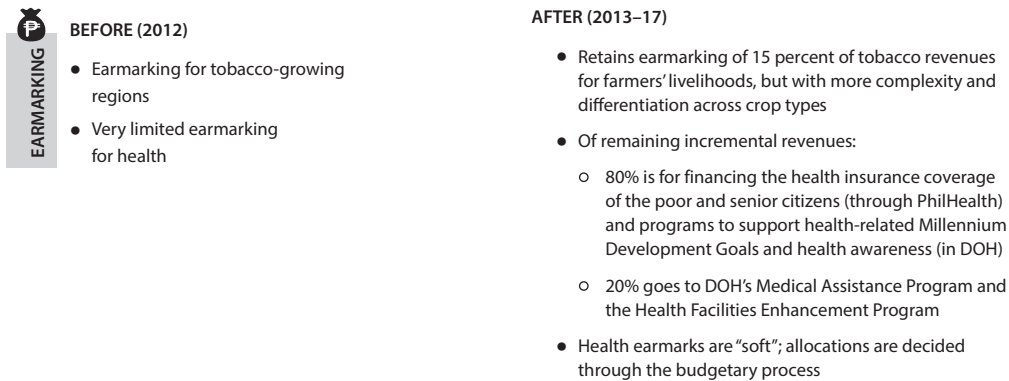 ₱
EARMARKING
BEFORE (2012)
● Earmarking for tobacco-growing
regions
● Very limited earmarking
for health
AFTER (2013–17)
● Retains earmarking of 15 percent of tobacco revenues
for farmers’ livelihoods, but with more complexity and
differentiation across crop types
● Of remaining incremental revenues:
○ 80% is for financing the health insurance coverage
of the poor and senior citizens (through PhilHealth)
and programs to support health-related Millennium
Development Goals and health awareness (in DOH)
○ 20% goes to DOH’s Medical Assistance Program and
the Health Facilities Enhancement Program
● Health earmarks are “soft”; allocations are decided
through the budgetary process